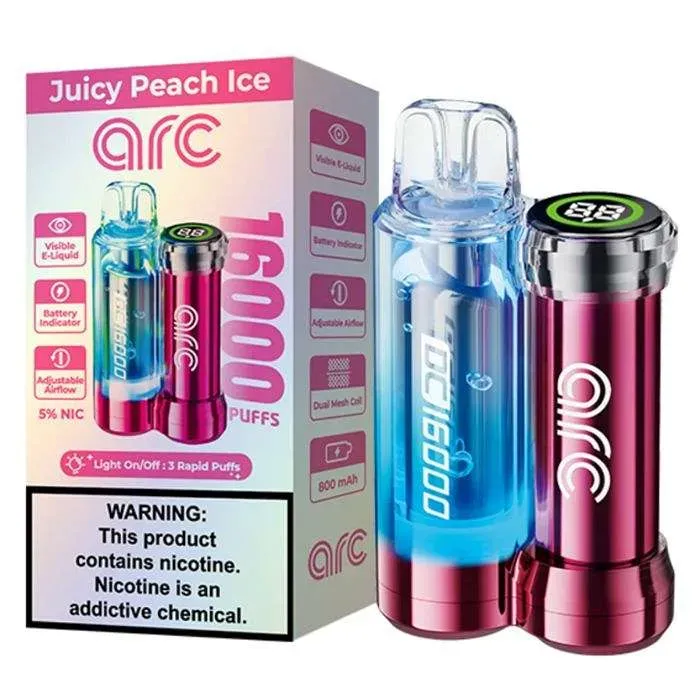 Juicy Peach Ice
arc
Visible
E-Liquid
Battery
Indicator
Adjustable
Airflow
5% NIC
DC16000
16000
PUFFS
Light On/Off : 3 Rapid Puffs
WARNING:
This product
contains nicotine.
Nicotine is an
addictive chemical.
Visible E-Liquid
Battery Indicator
Adjustable Airflow
Dual Mesh Coil
800 mAh
arc
DC16000
arc